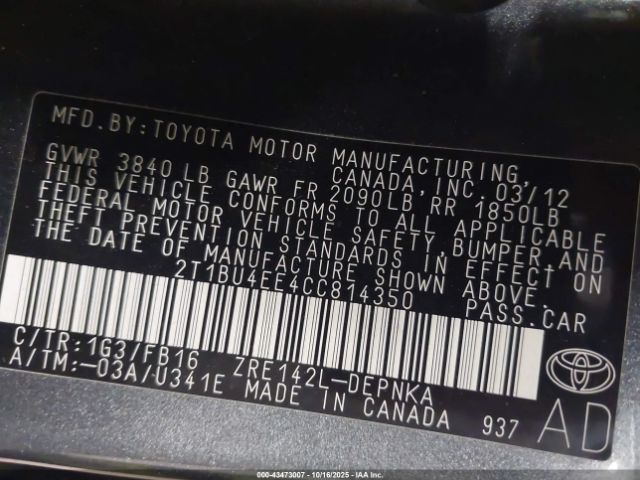 MFD.BY:TOYOTA MOTOR MANUFACTURING,
CANADA, INC. 03/12
GVWR 3840 LB GAWR FR 2090LB RR 1850LB
THIS VEHICLE CONFORMS TO ALL APPLICABLE
FEDERAL MOTOR VEHICLE SAFETY, BUMPER AND
THEFT PREVENTION STANDARDS IN EFFECT ON
THE DATE OF MANUFACTURE SHOWN ABOVE.
2T1BU4EE4CC814350 PASS.CAR
C/TR:1G3/FB16 ZRE142L-DEPNKA
A/TM:-03A/U341E MADE IN CANADA 937
AD
000-43473007 - 10/16/2025 - IAAI.COM